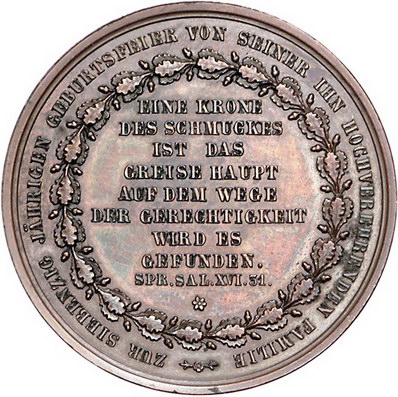 ZUR SIEBENZIG JÄHRIGEN GEBURTSFEIER VON SEINER IHN HOCHVEREHRENDEN FAMILIE
EINE KRONE
DES SCHMUCKES
IST DAS
GREISE HAUPT
AUF DEM WEGE
DER GERECHTIGKEIT
WIRD ES
GEFUNDEN.
SPR. SAL. XVI. 31.